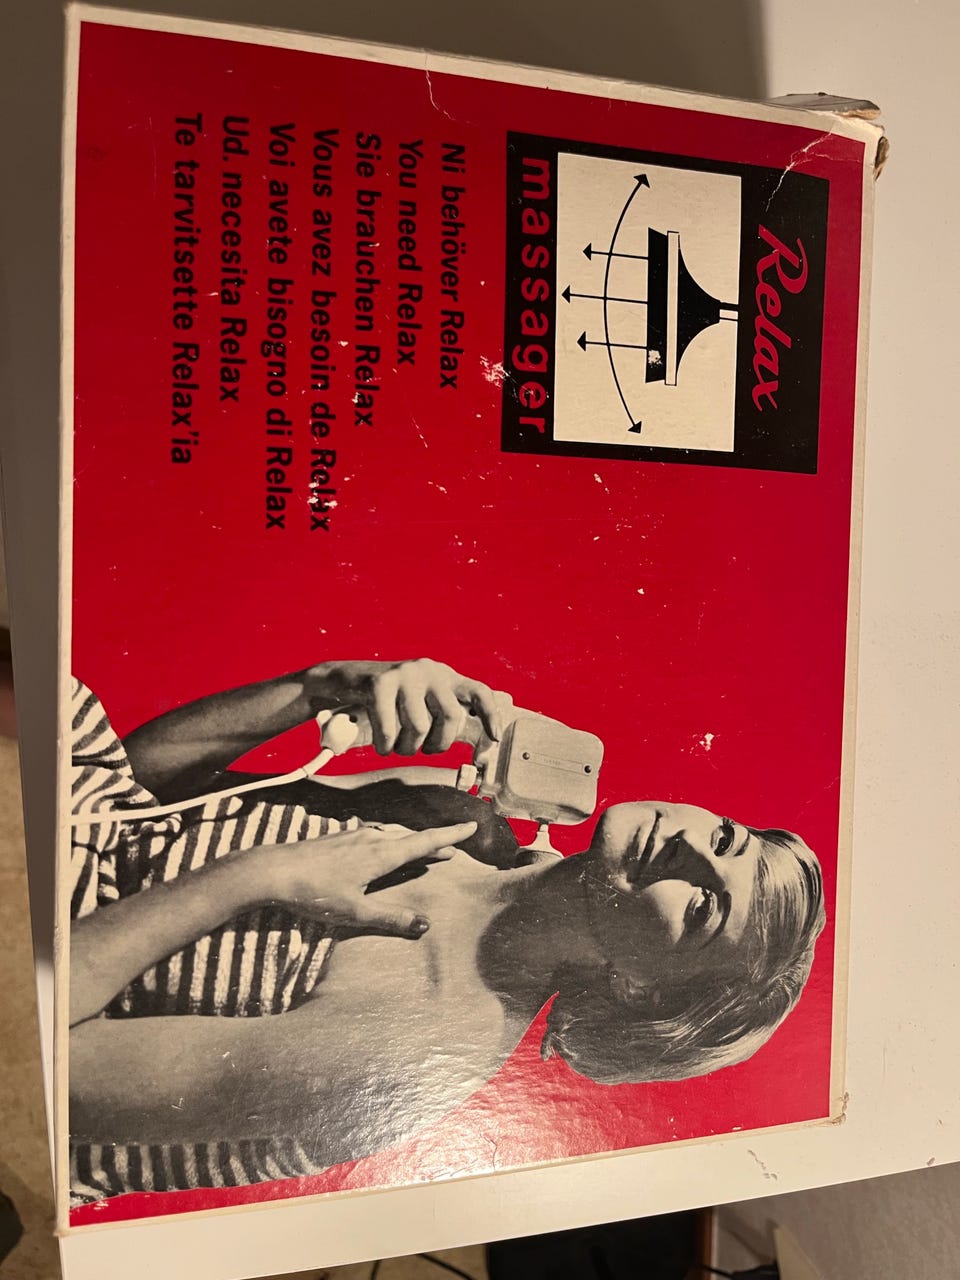 Relax
massager
Ni behöver Relax
You need Relax
Sie brauchen Relax
Vous avez besoin de Relax
Voi avete bisogno di Relax
Ud. necesita Relax
Te tarvitsette Relax'ia